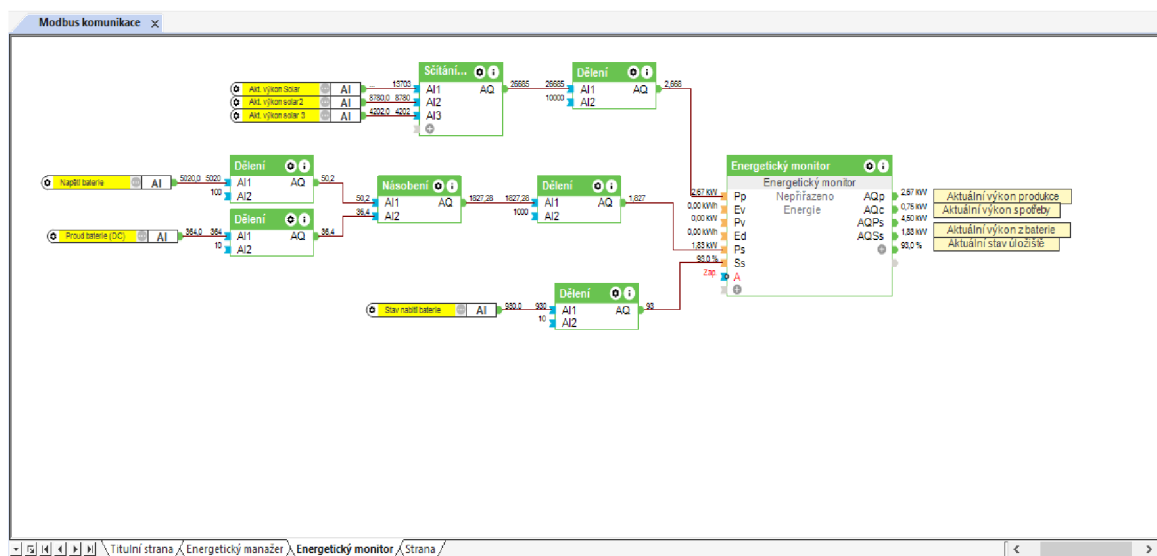 Modbus komunikace
Sčítání...
Dělení
Akt. výkon Solar AI ... 13703 AI1 AQ 26685 26685 AI1 AQ 2,668
Akt. výkon solar2 AI 8780,0 8780 AI2 10000 AI2
Akt. výkon solar 3 AI 4202,0 4202 AI3
Dělení
Napětí baterie AI 5020,0 5020 AI1 AQ 50,2
100 AI2
Násobení
50,2 AI1 AQ 1827,28
36,4 AI2
Dělení
1827,28 AI1 AQ 1,827
1000 AI2
Dělení
Proud baterie (DC) AI 364,0 364 AI1 AQ 36,4
10 AI2
Energetický monitor
Energetický monitor
Nepřiřazeno
Energie
2,67 kW Pp AQp 2,67 kW Aktuální výkon produkce
0,00 kWh Ev AQc 0,75 kW Aktuální výkon spotřeby
0,00 kW Pv AQPs 4,50 kW
0,00 kWh Ed AQSs 1,83 kW Aktuální výkon z baterie
1,83 kW Ps 93,0 % Aktuální stav úložiště
93,0 % Ss
Zap. A
Dělení
Stav nabití baterie AI 930,0 930 AI1 AQ 93
10 AI2
Titulní strana Energetický manažer Energetický monitor Strana